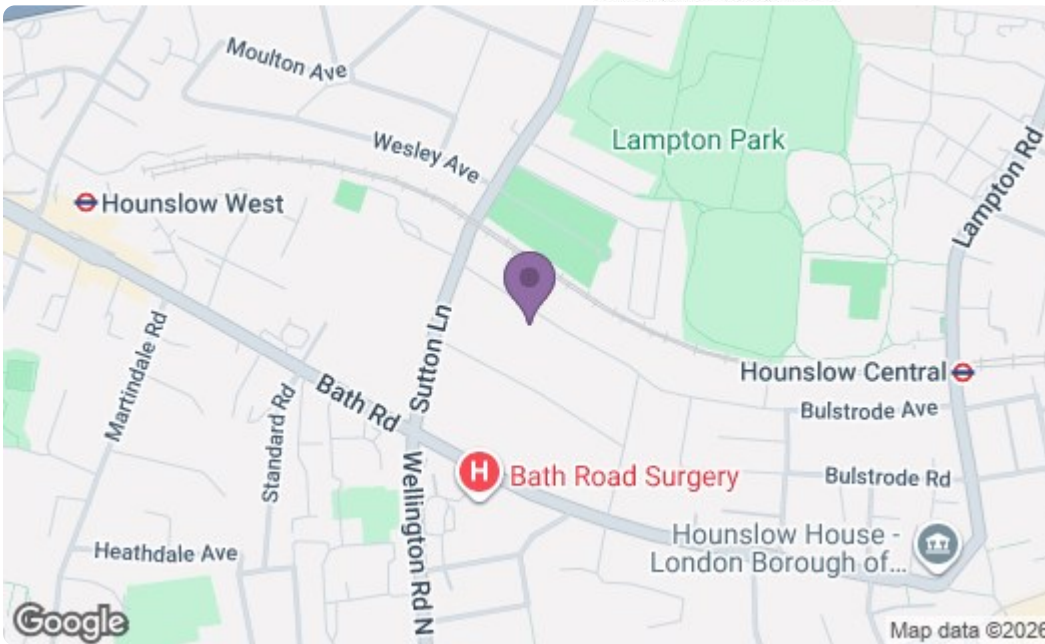 Moulton Ave
Wesley Ave
Lampton Park
Lampton Rd
Hounslow West
Sutton Ln
Martindale Rd
Hounslow Central
Bath Rd
Standard Rd
Bulstrode Ave
H
Bath Road Surgery
Bulstrode Rd
Wellington Rd N
Hounslow House -
London Borough of...
Heathdale Ave
Google
Map data ©2026